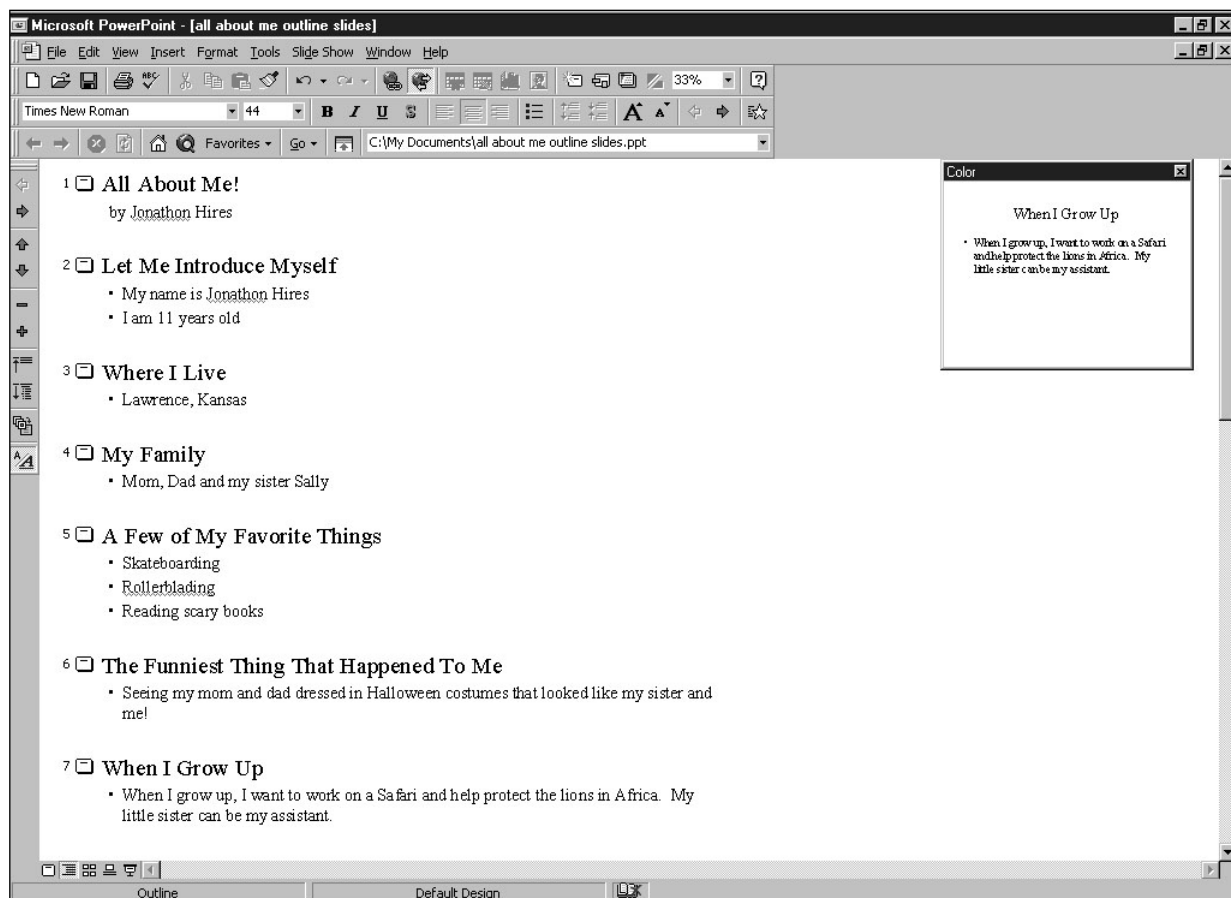 Microsoft PowerPoint - [all about me outline slides]
File Edit View Insert Format Tools Slide Show Window Help
ABC 33%
Times New Roman 44 B I U S A A
Favorites Go C:\My Documents\all about me outline slides.ppt
1 All About Me!
by Jonathon Hires
2 Let Me Introduce Myself
• My name is Jonathon Hires
• I am 11 years old
3 Where I Live
• Lawrence, Kansas
4 My Family
• Mom, Dad and my sister Sally
5 A Few of My Favorite Things
• Skateboarding
• Rollerblading
• Reading scary books
6 The Funniest Thing That Happened To Me
• Seeing my mom and dad dressed in Halloween costumes that looked like my sister and
me!
7 When I Grow Up
• When I grow up, I want to work on a Safari and help protect the lions in Africa.  My
little sister can be my assistant.
Color
When I Grow Up
• When I grow up, I want to work on a Safari
and help protect the lions in Africa.  My
little sister can be my assistant.
Outline Default Design